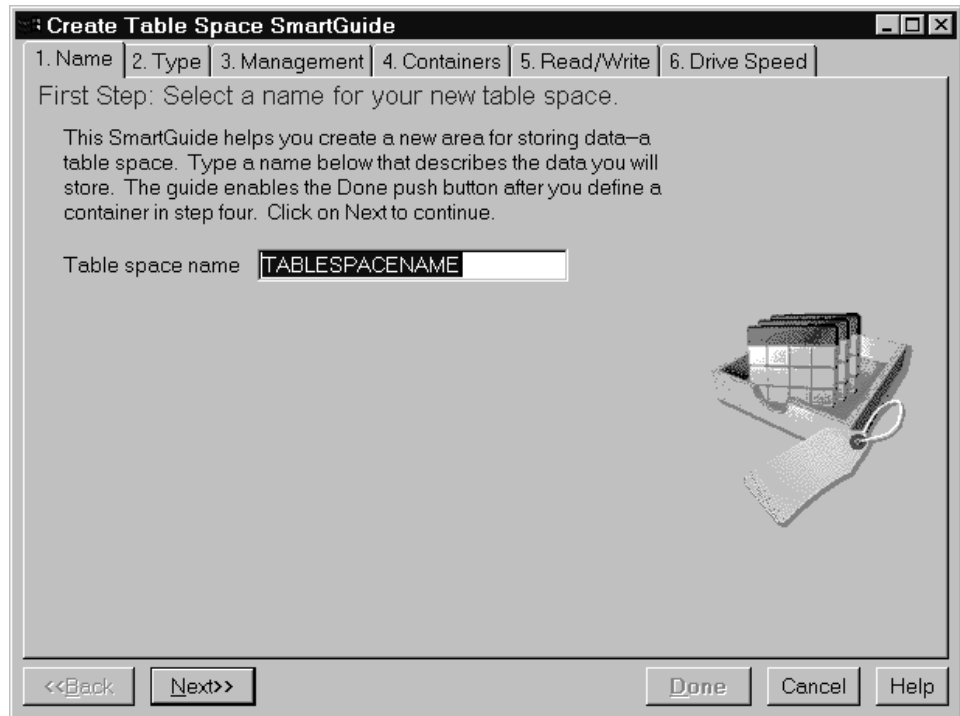 Create Table Space SmartGuide
1. Name 2. Type 3. Management 4. Containers 5. Read/Write 6. Drive Speed
First Step: Select a name for your new table space.
This SmartGuide helps you create a new area for storing data–a
table space. Type a name below that describes the data you will
store. The guide enables the Done push button after you define a
container in step four. Click on Next to continue.
Table space name TABLESPACENAME
<<Back Next>> Done Cancel Help